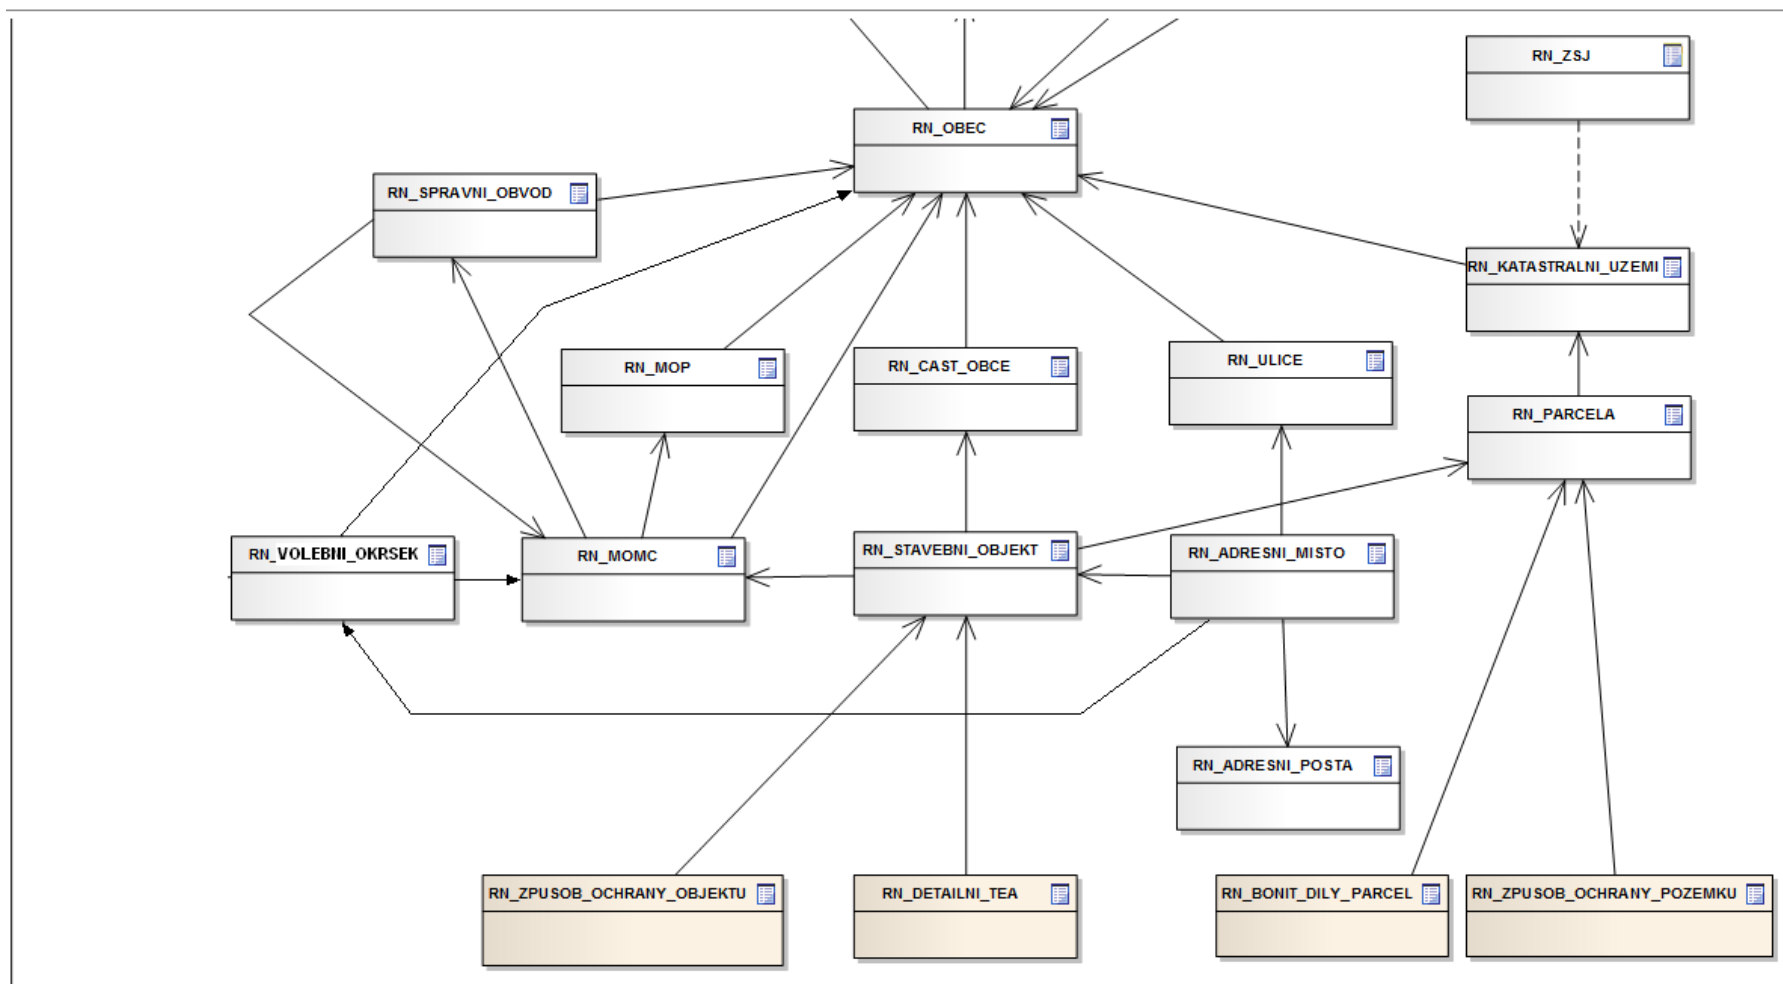 RN_ZSJ
RN_OBEC
RN_SPRAVNI_OBVOD
RN_KATASTRALNI_UZEMI
RN_MOP
RN_CAST_OBCE
RN_ULICE
RN_PARCELA
RN_VOLEBNI_OKRSEK
RN_MOMC
RN_STAVEBNI_OBJEKT
RN_ADRESNI_MISTO
RN_ADRESNI_POSTA
RN_ZPUSOB_OCHRANY_OBJEKTU
RN_DETAILNI_TEA
RN_BONIT_DILY_PARCEL
RN_ZPUSOB_OCHRANY_POZEMKU